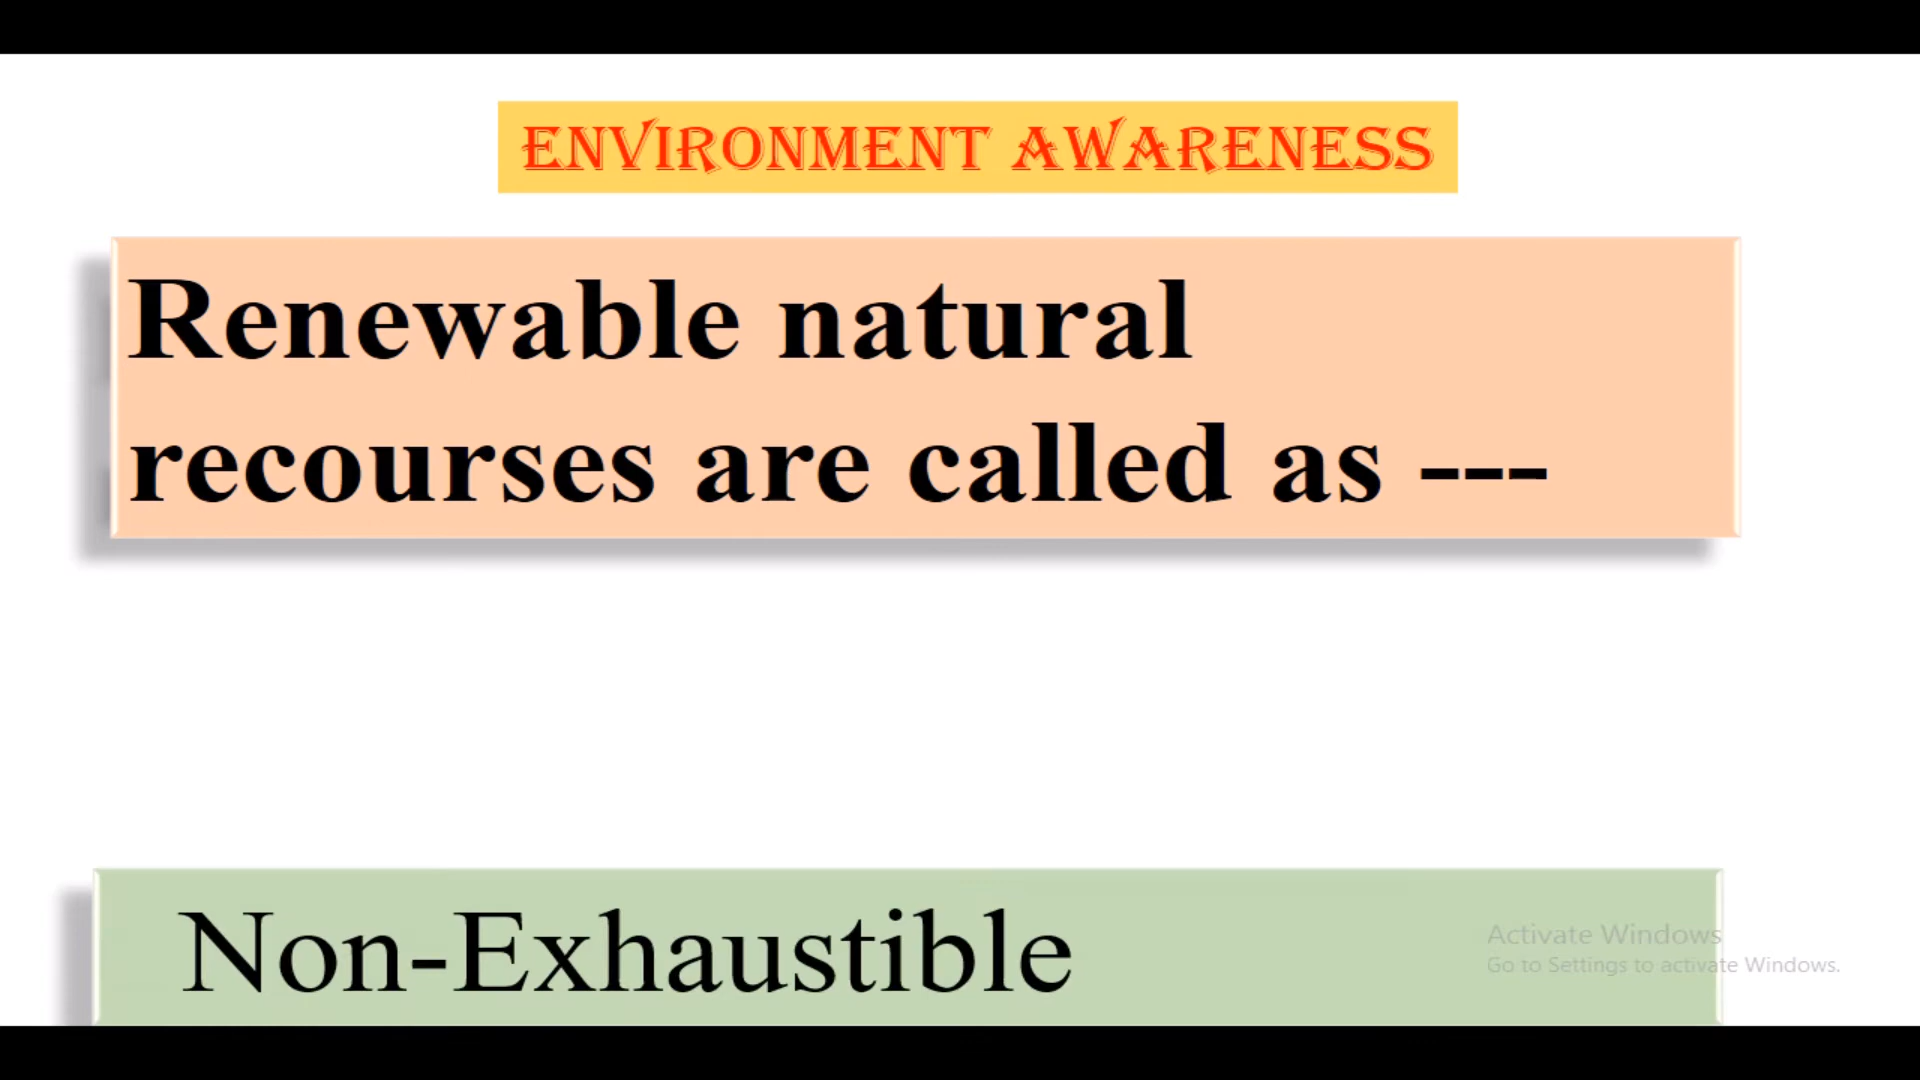 ENVIRONMENT AWARENESS
Renewable natural
recourses are called as ---
Non-Exhaustible
Activate Windows
Go to Settings to activate Windows.